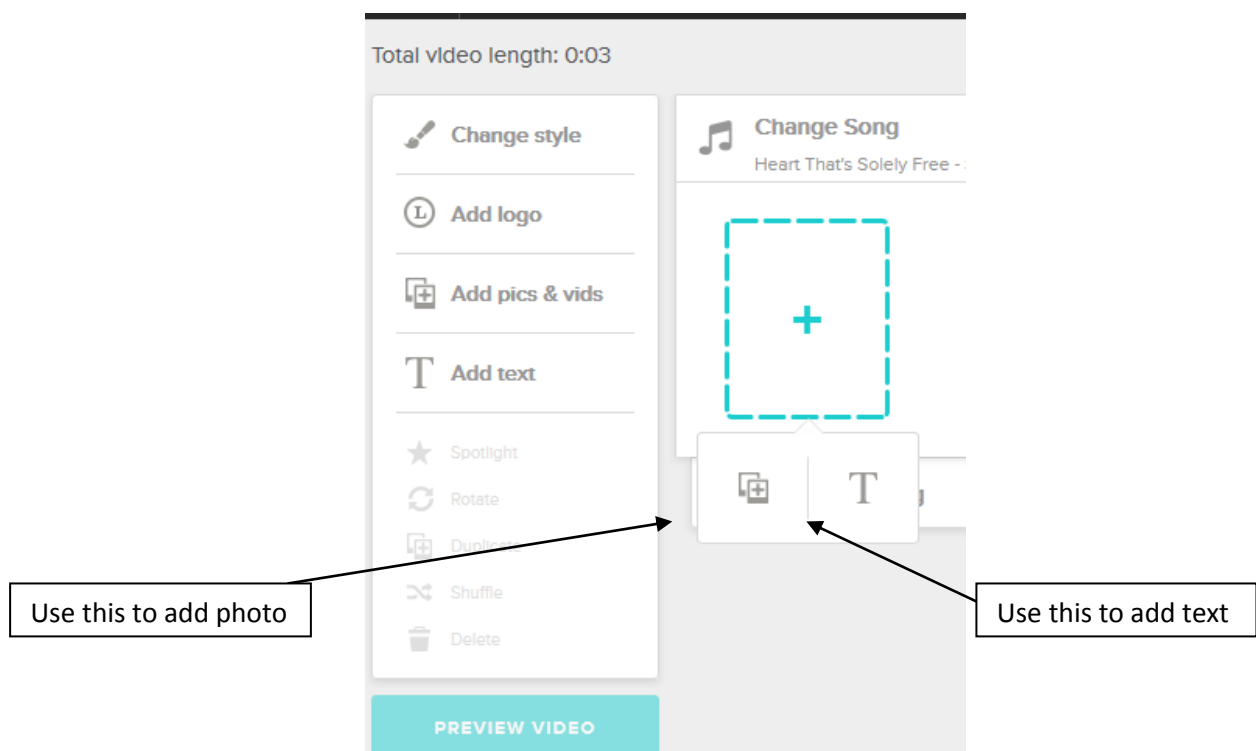 Total video length: 0:03
Change style
Add logo
Add pics & vids
Add text
Spotlight
Rotate
Duplicate
Shuffle
Delete
PREVIEW VIDEO
Change Song
Heart That's Solely Free -
T
Use this to add photo
Use this to add text